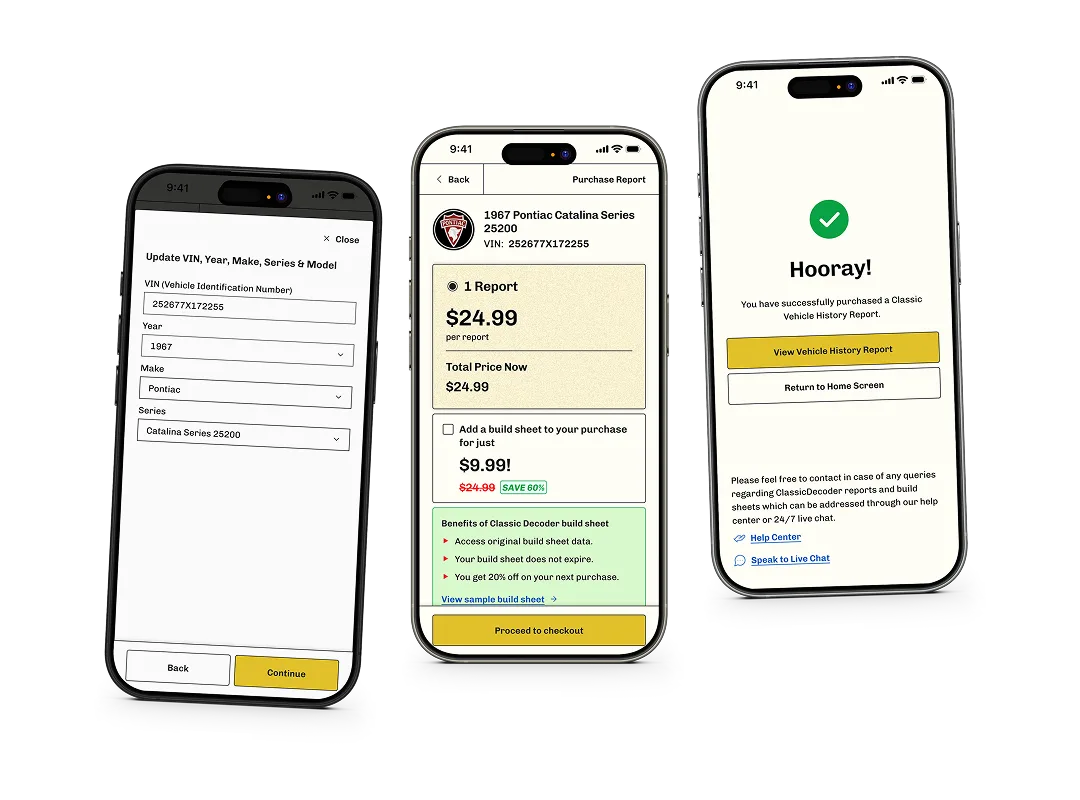 9:41
Close
Update VIN, Year, Make, Series & Model
VIN (Vehicle Identification Number)
252677X172255
Year
1967
Make
Pontiac
Series
Catalina Series 25200
Back
Continue
9:41
Back
Purchase Report
PONTIAC
1967 Pontiac Catalina Series
25200
VIN: 252677X172255
1 Report
$24.99
per report
Total Price Now
$24.99
Add a build sheet to your purchase
for just
$9.99!
$24.99 SAVE 60%
Benefits of Classic Decoder build sheet
Access original build sheet data.
Your build sheet does not expire.
You get 20% off on your next purchase.
View sample build sheet
Proceed to checkout
9:41
Hooray!
You have successfully purchased a Classic
Vehicle History Report.
View Vehicle History Report
Return to Home Screen
Please feel free to contact in case of any queries
regarding ClassicDecoder reports and build
sheets which can be addressed through our help
center or 24/7 live chat.
Help Center
Speak to Live Chat